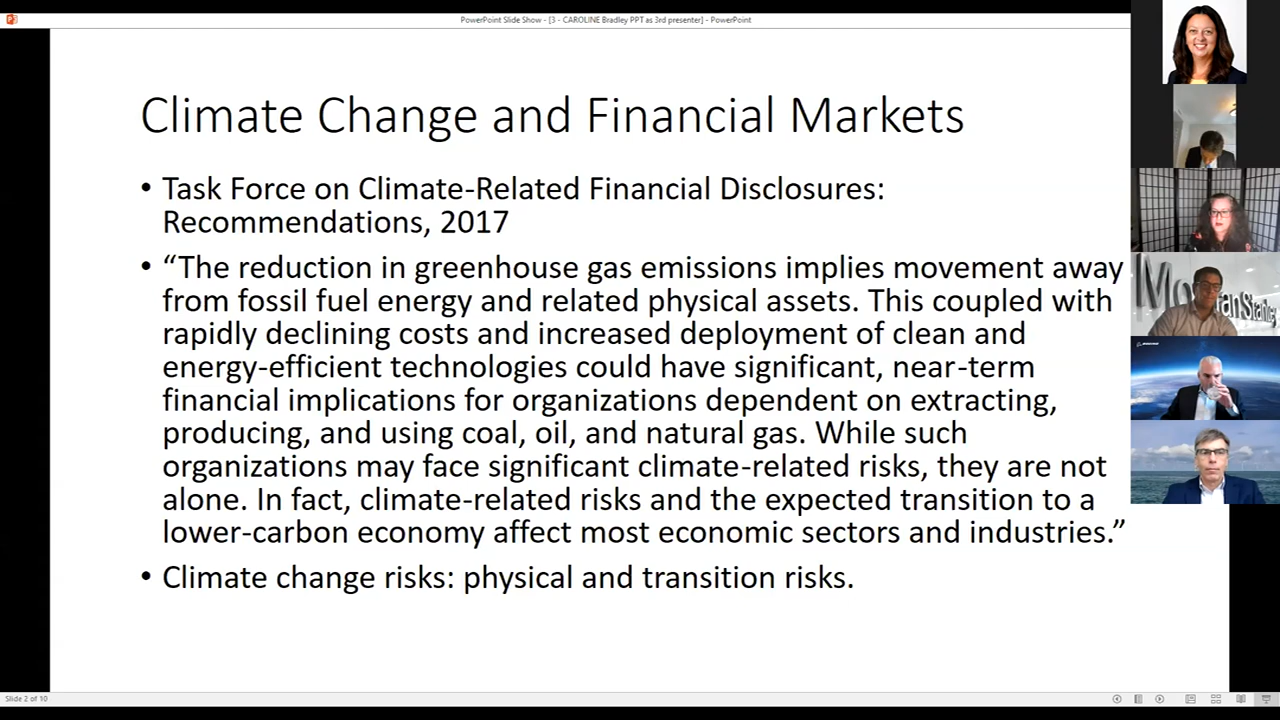 PowerPoint Slide Show - [3 - CAROLINE Bradley PPT as 3rd presenter] - PowerPoint
Climate Change and Financial Markets
• Task Force on Climate-Related Financial Disclosures:
Recommendations, 2017
• “The reduction in greenhouse gas emissions implies movement away
from fossil fuel energy and related physical assets. This coupled with
rapidly declining costs and increased deployment of clean and
energy-efficient technologies could have significant, near-term
financial implications for organizations dependent on extracting,
producing, and using coal, oil, and natural gas. While such
organizations may face significant climate-related risks, they are not
alone. In fact, climate-related risks and the expected transition to a
lower-carbon economy affect most economic sectors and industries.”
• Climate change risks: physical and transition risks.
Slide 2 of 10